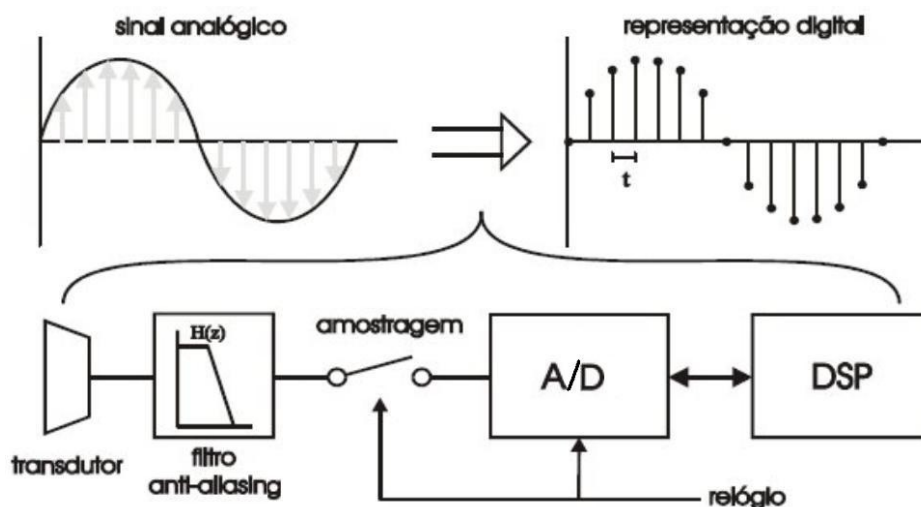 sinal analógico
representação digital
t
H(z)
amostragem
A/D
DSP
transdutor
filtro
anti-aliasing
relógio